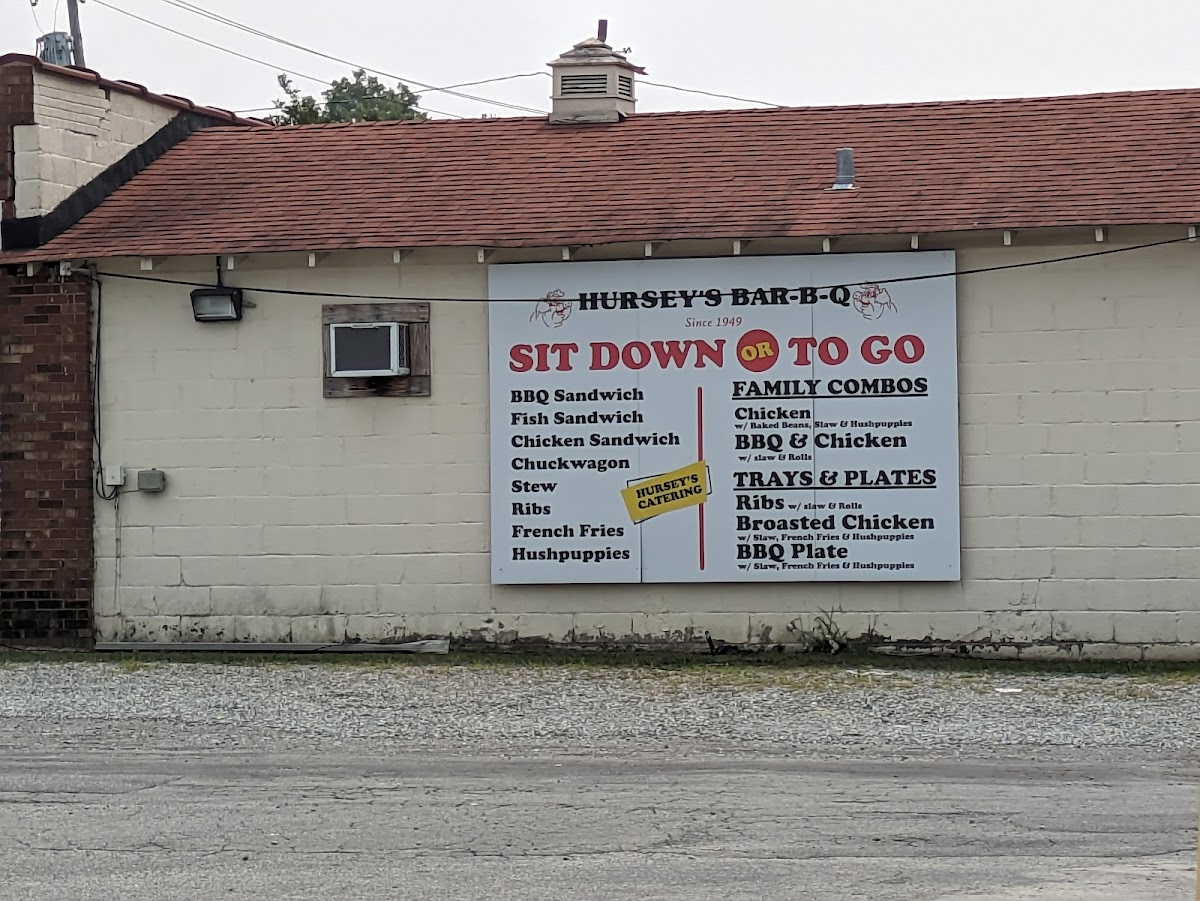 HURSEY'S BAR-B-Q
Since 1949
SIT DOWN OR TO GO
BBQ Sandwich
Fish Sandwich
Chicken Sandwich
Chuckwagon
Stew
Ribs
French Fries
Hushpuppies
HURSEY'S
CATERING
FAMILY COMBOS
Chicken
w/ Baked Beans, Slaw & Hushpuppies
BBQ & Chicken
w/ slaw & Rolls
TRAYS & PLATES
Ribs w/ slaw & Rolls
Broasted Chicken
w/ Slaw, French Fries & Hushpuppies
BBQ Plate
w/ Slaw, French Fries & Hushpuppies